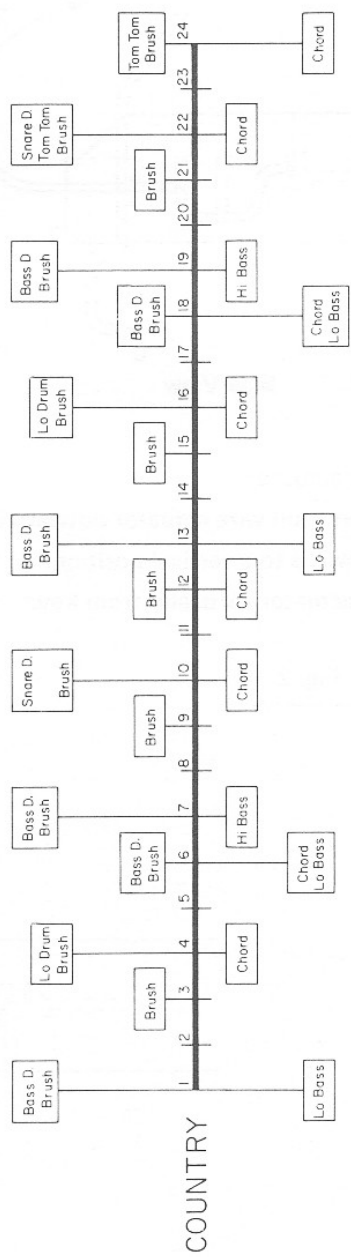 COUNTRY
Bass D.
Brush
1
Lo Bass
2
Brush
3
Lo Drum
Brush
4
Chord
5
Bass D.
Brush
6
Chord
Lo Bass
Bass D.
Brush
7
Hi Bass
8
Brush
9
Snare D.
Brush
10
Chord
11
Brush
12
Chord
Bass D
Brush
13
Lo Bass
14
Brush
15
Lo Drum
Brush
16
Chord
17
Bass D
Brush
18
Chord
Lo Bass
Bass D
Brush
19
Hi Bass
20
Brush
21
Snare D.
Tom Tom
Brush
22
Chord
23
Tom Tom
Brush
24
Chord